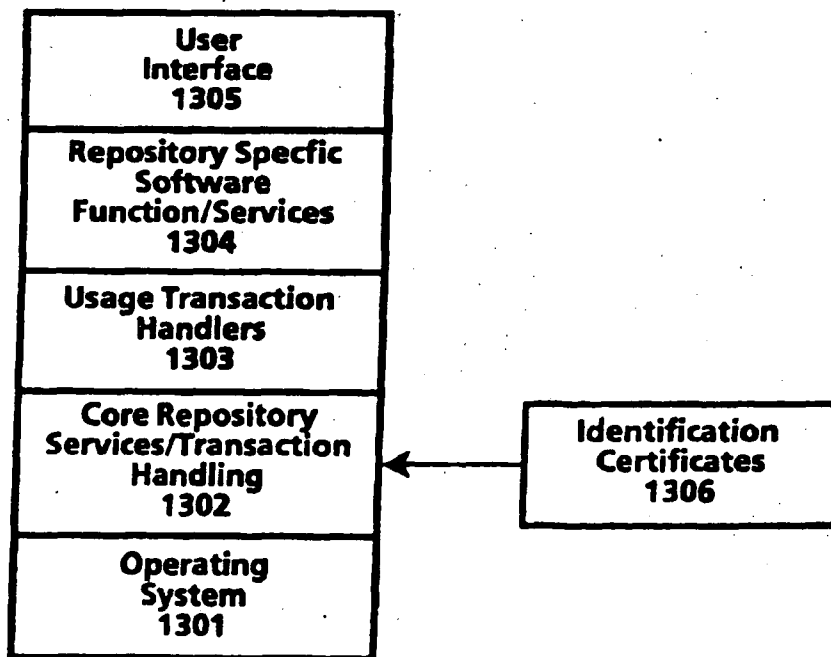 User
Interface
1305
Repository Specfic
Software
Function/Services
1304
Usage Transaction
Handlers
1303
Core Repository
Services/Transaction
Handling
1302
Identification
Certificates
1306
Operating
System
1301